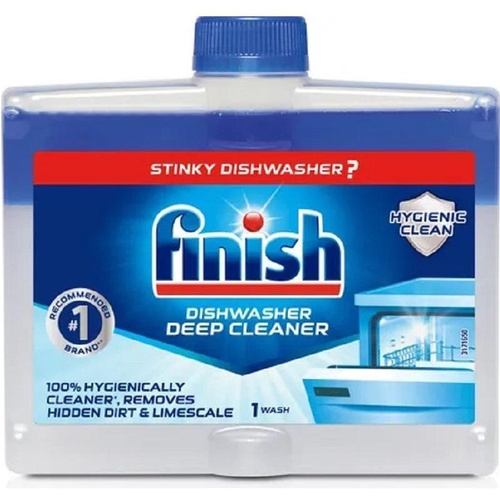 STINKY DISHWASHER?
HYGIENIC
CLEAN
finish
DISHWASHER
DEEP CLEANER
RECOMMENDED
#1
BRAND**
3171650
100% HYGIENICALLY
CLEANER*, REMOVES
HIDDEN DIRT & LIMESCALE
1 WASH